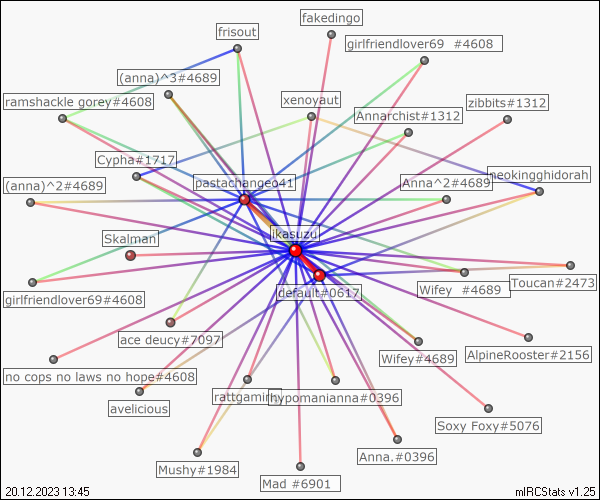 frisout
fakedingo
girlfriendlover69 #4608
(anna)^3#4689
ramshackle gorey#4608
xenoyaut
zibbits#1312
Annarchist#1312
Cypha#1717
neokingghidorah
(anna)^2#4689
pastachangeo41
Anna^2#4689
ikasuzu
Skalman
default#0617
Wifey #4689
Toucan#2473
girlfriendlover69#4608
ace deucy#7097
Wifey#4689
AlpineRooster#2156
no cops no laws no hope#4608
hypomanianna#0396
avelicious
Soxy Foxy#5076
Anna.#0396
Mushy#1984
Mad #6901
20.12.2023 13:45
mIRCStats v1.25